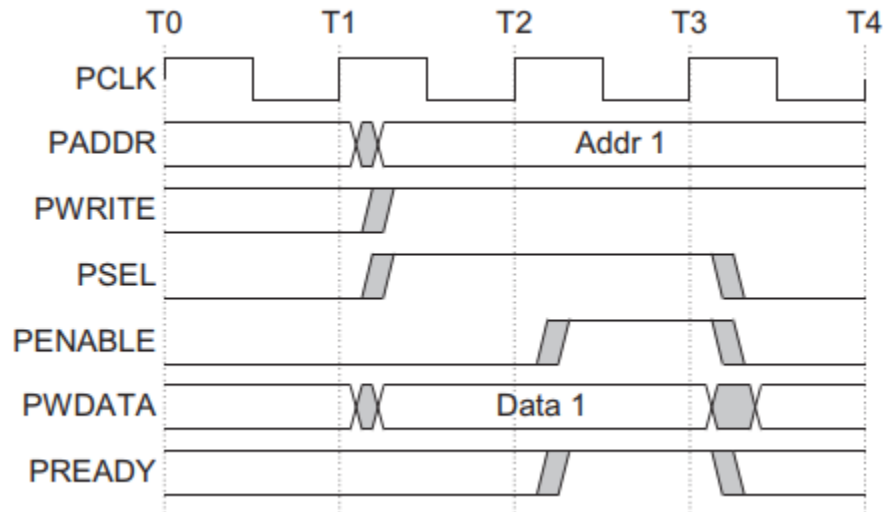 T0 T1 T2 T3 T4
PCLK
PADDR Addr 1
PWRITE
PSEL
PENABLE
PWDATA Data 1
PREADY